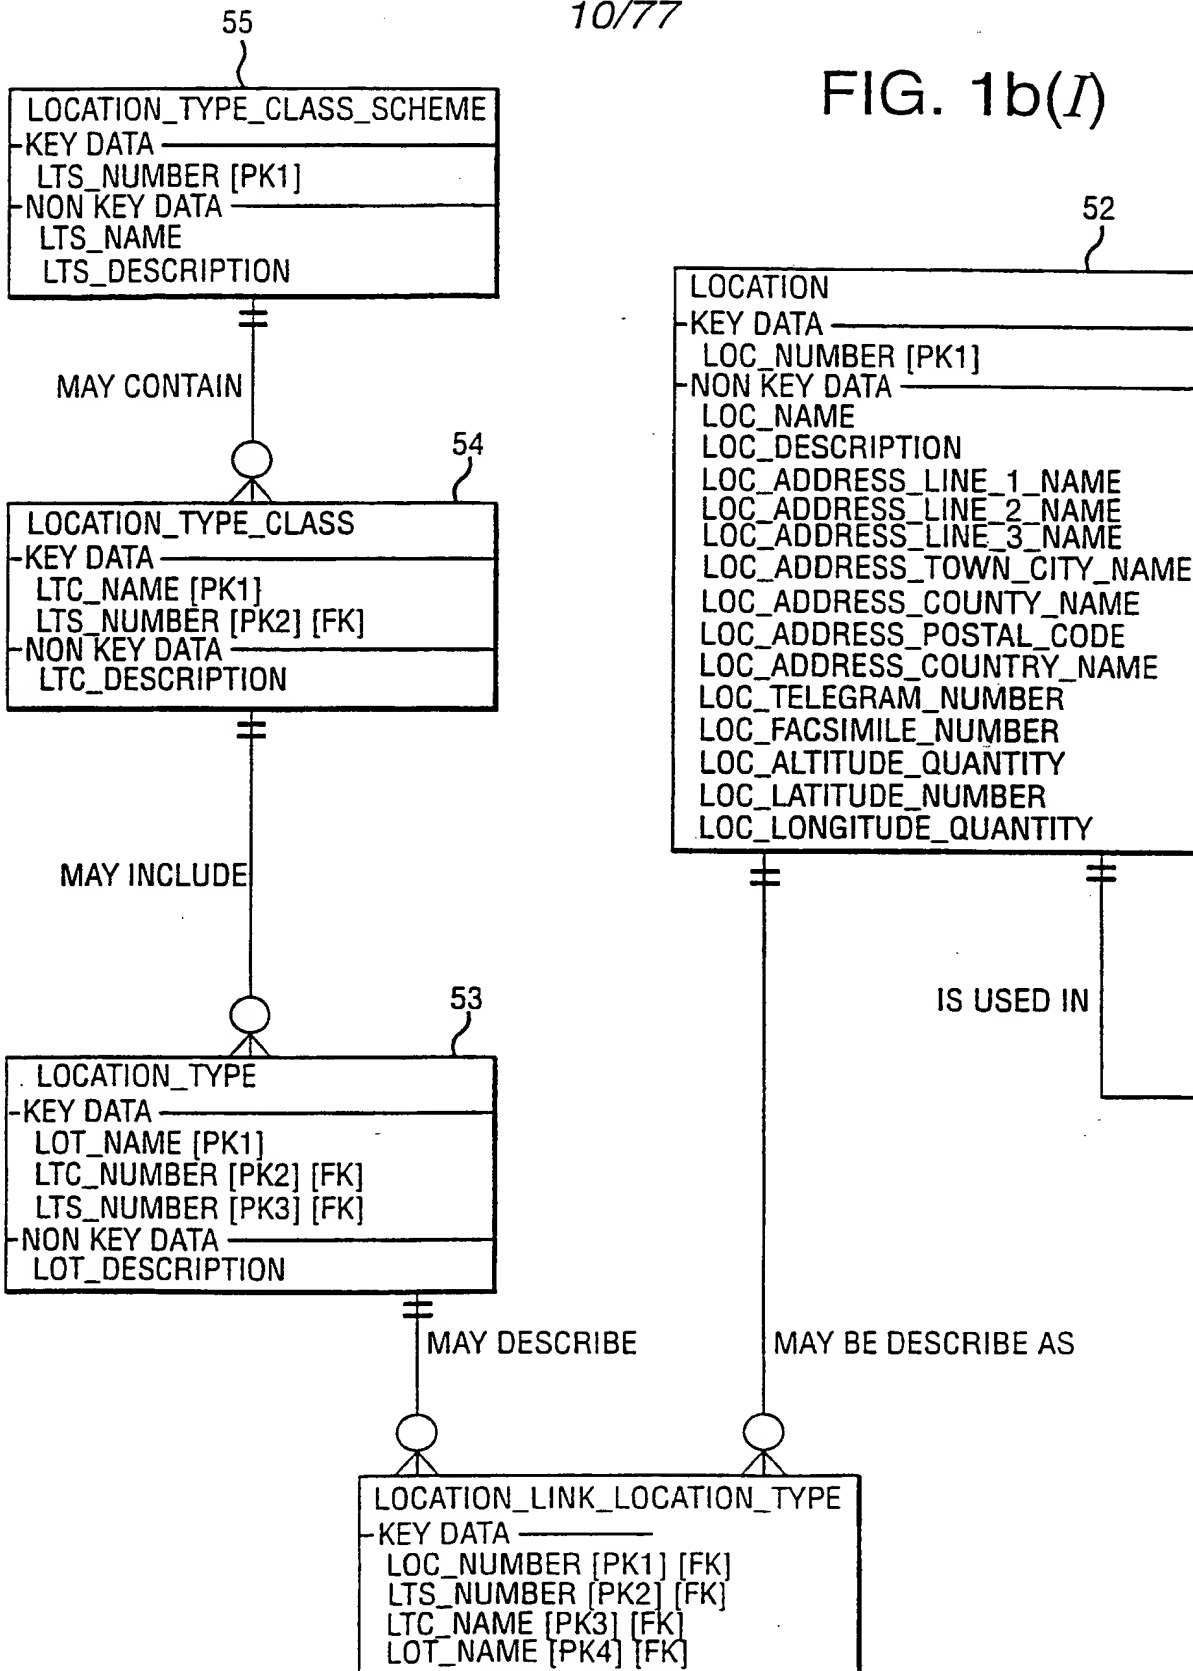 10/77
FIG. 1b(I)
55
LOCATION_TYPE_CLASS_SCHEME
KEY DATA
LTS_NUMBER [PK1]
NON KEY DATA
LTS_NAME
LTS_DESCRIPTION
MAY CONTAIN
54
LOCATION_TYPE_CLASS
KEY DATA
LTC_NAME [PK1]
LTS_NUMBER [PK2] [FK]
NON KEY DATA
LTC_DESCRIPTION
MAY INCLUDE
53
LOCATION_TYPE
KEY DATA
LOT_NAME [PK1]
LTC_NUMBER [PK2] [FK]
LTS_NUMBER [PK3] [FK]
NON KEY DATA
LOT_DESCRIPTION
MAY DESCRIBE
52
LOCATION
KEY DATA
LOC_NUMBER [PK1]
NON KEY DATA
LOC_NAME
LOC_DESCRIPTION
LOC_ADDRESS_LINE_1_NAME
LOC_ADDRESS_LINE_2_NAME
LOC_ADDRESS_LINE_3_NAME
LOC_ADDRESS_TOWN_CITY_NAME
LOC_ADDRESS_COUNTY_NAME
LOC_ADDRESS_POSTAL_CODE
LOC_ADDRESS_COUNTRY_NAME
LOC_TELEGRAM_NUMBER
LOC_FACSIMILE_NUMBER
LOC_ALTITUDE_QUANTITY
LOC_LATITUDE_NUMBER
LOC_LONGITUDE_QUANTITY
IS USED IN
MAY BE DESCRIBE AS
LOCATION_LINK_LOCATION_TYPE
KEY DATA
LOC_NUMBER [PK1] [FK]
LTS_NUMBER [PK2] [FK]
LTC_NAME [PK3] [FK]
LOT_NAME [PK4] [FK]